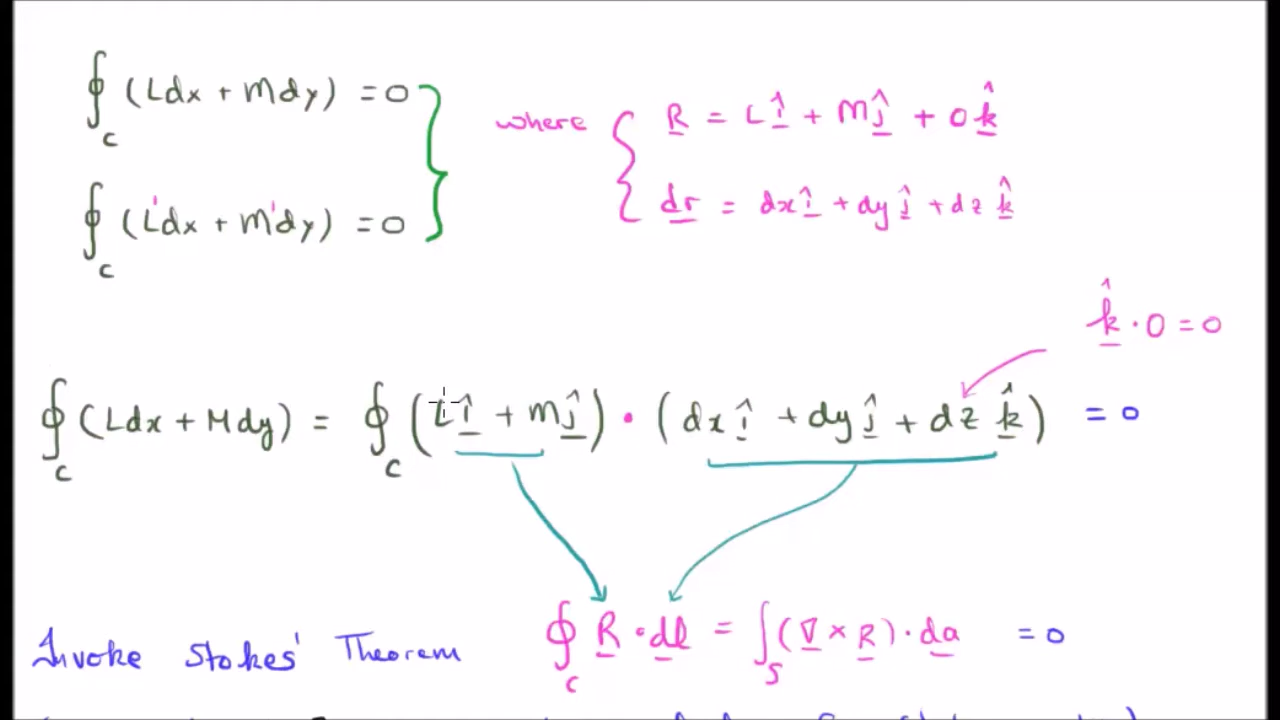 ∮_C (Ldx + Mdy) = 0
where { R = L î + M ĵ + 0 k̂
∮_C (L'dx + M'dy) = 0
dr = dx î + dy ĵ + dz k̂
k̂ · 0 = 0
∮_C (Ldx + Mdy) = ∮_C (L î + M ĵ) · (dx î + dy ĵ + dz k̂) = 0
Invoke Stokes' Theorem ∮_C R · dl = ∫_S (∇ × R) · da = 0